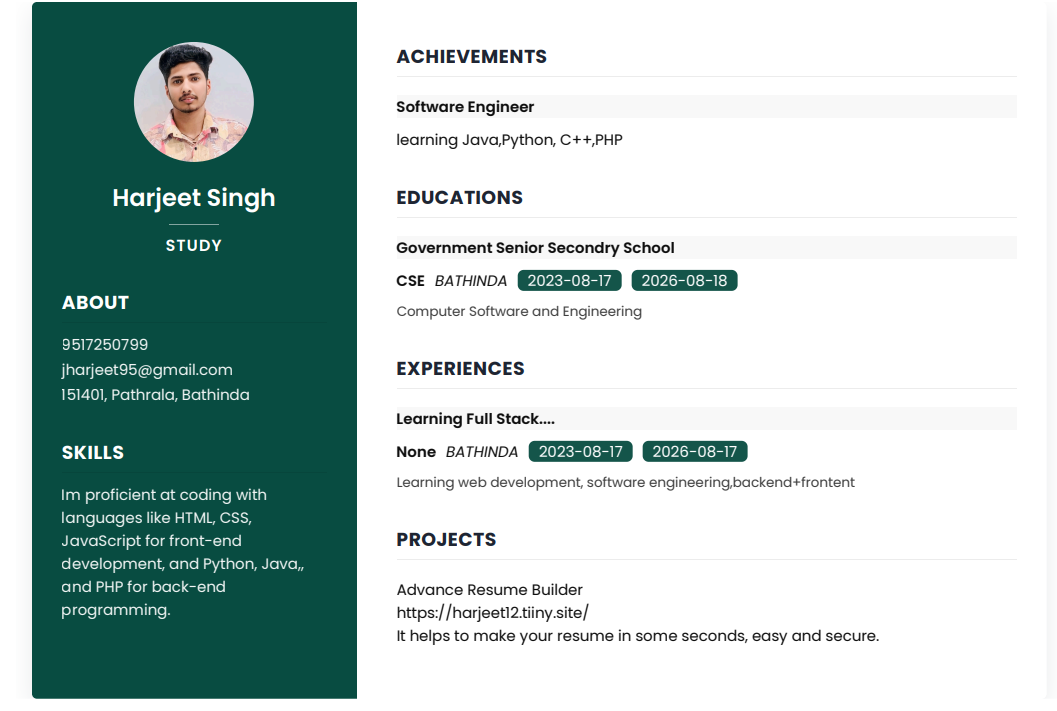 Harjeet Singh
STUDY
ABOUT
9517250799
jharjeet95@gmail.com
151401, Pathrala, Bathinda
SKILLS
Im proficient at coding with
languages like HTML, CSS,
JavaScript for front-end
development, and Python, Java,,
and PHP for back-end
programming.
ACHIEVEMENTS
Software Engineer
learning Java,Python, C++,PHP
EDUCATIONS
Government Senior Secondry School
CSE BATHINDA 2023-08-17 2026-08-18
Computer Software and Engineering
EXPERIENCES
Learning Full Stack....
None BATHINDA 2023-08-17 2026-08-17
Learning web development, software engineering,backend+frontent
PROJECTS
Advance Resume Builder
https://harjeet12.tiiny.site/
It helps to make your resume in some seconds, easy and secure.